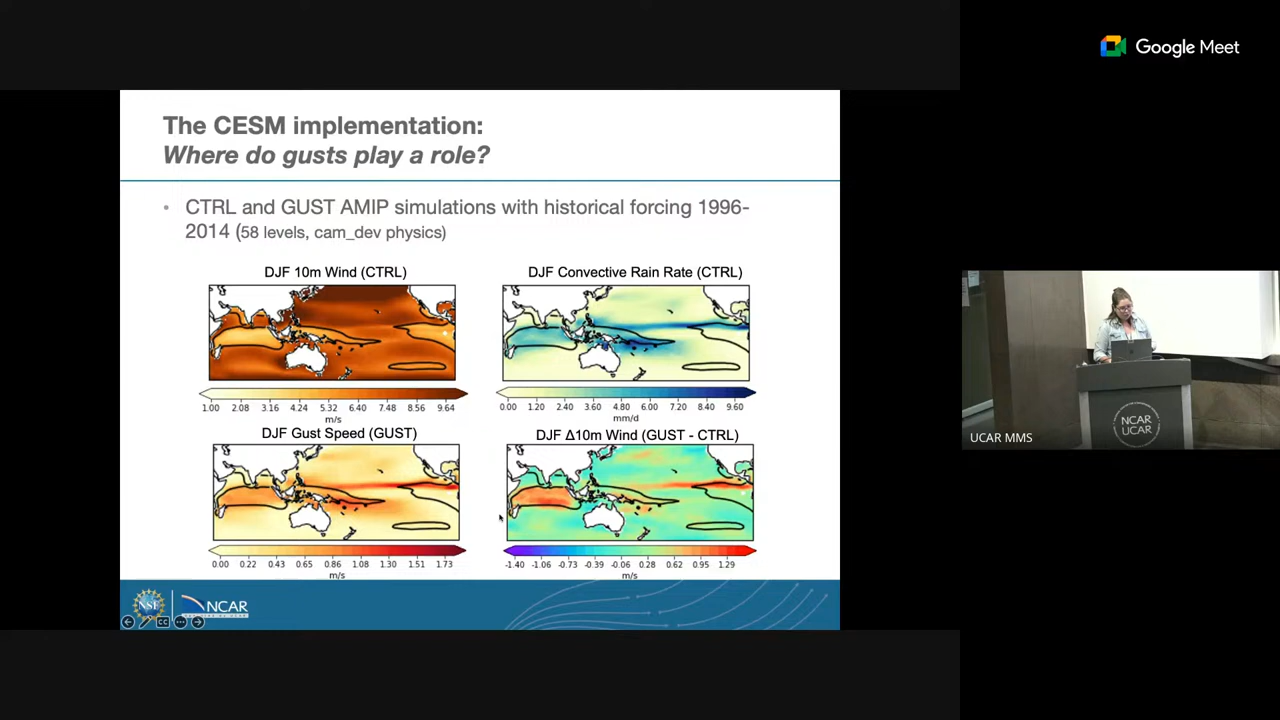 Google Meet
The CESM implementation:
Where do gusts play a role?
• CTRL and GUST AMIP simulations with historical forcing 1996-
2014 (58 levels, cam_dev physics)
DJF 10m Wind (CTRL)
1.00 2.08 3.16 4.24 5.32 6.40 7.48 8.56 9.64
m/s
DJF Convective Rain Rate (CTRL)
0.00 1.20 2.40 3.60 4.80 6.00 7.20 8.40 9.60
mm/d
DJF Gust Speed (GUST)
0.00 0.22 0.43 0.65 0.86 1.08 1.30 1.51 1.73
m/s
DJF Δ10m Wind (GUST - CTRL)
-1.40 -1.06 -0.73 -0.39 -0.06 0.28 0.62 0.95 1.29
m/s
NSF
NCAR
CC
NCAR
UCAR
UCAR MMS